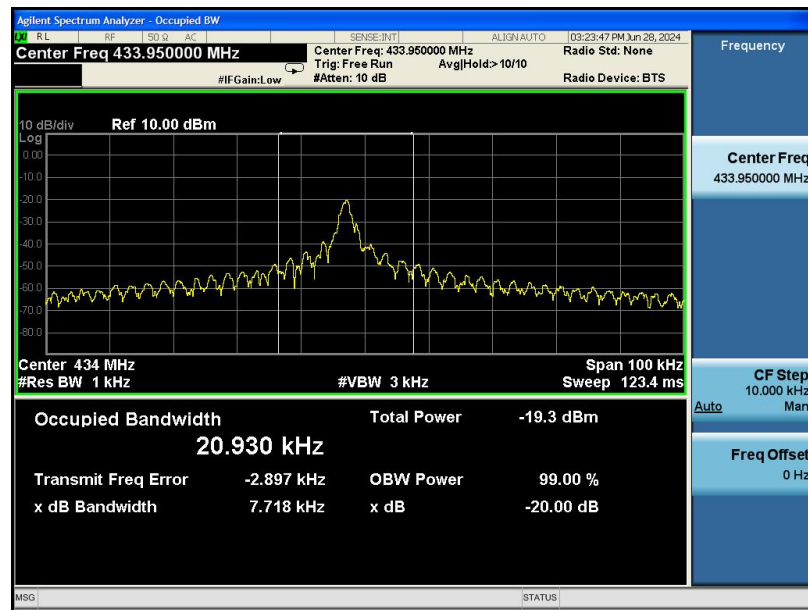 Agilent Spectrum Analyzer - Occupied BW
LXI RL RF 50 Ω AC SENSE:INT ALIGN AUTO 03:23:47 PM Jun 28, 2024
Center Freq 433.950000 MHz Center Freq: 433.950000 MHz Radio Std: None Frequency
Trig: Free Run Avg|Hold:>10/10
#IFGain:Low #Atten: 10 dB Radio Device: BTS
10 dB/div Ref 10.00 dBm
Log
0.00
-10.0
-20.0
-30.0
-40.0
-50.0
-60.0
-70.0
-80.0
Center Freq
433.950000 MHz
Center 434 MHz Span 100 kHz
#Res BW 1 kHz #VBW 3 kHz Sweep 123.4 ms
CF Step
10.000 kHz
Auto Man
Occupied Bandwidth Total Power -19.3 dBm
20.930 kHz
Freq Offset
0 Hz
Transmit Freq Error -2.897 kHz OBW Power 99.00 %
x dB Bandwidth 7.718 kHz x dB -20.00 dB
MSG STATUS